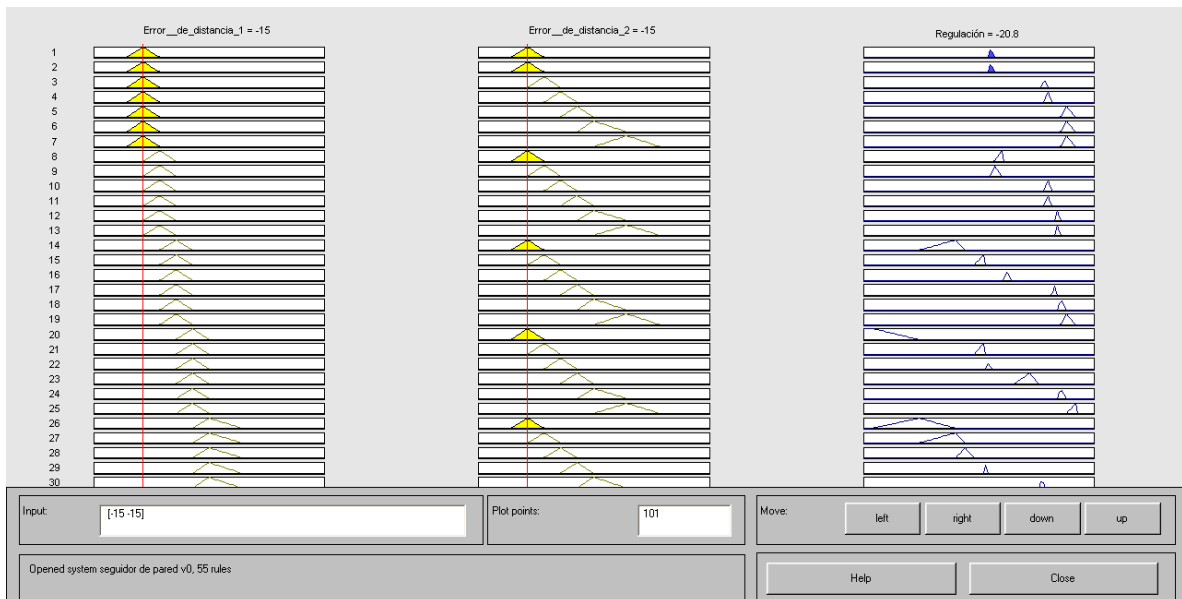 Error__de_distancia_1 = -15
Error__de_distancia_2 = -15
Regulación = -20.8
1
2
3
4
5
6
7
8
9
10
11
12
13
14
15
16
17
18
19
20
21
22
23
24
25
26
27
28
29
30
Input:
[-15 -15]
Plot points:
101
Move:
left
right
down
up
Opened system seguidor de pared v0, 55 rules
Help
Close